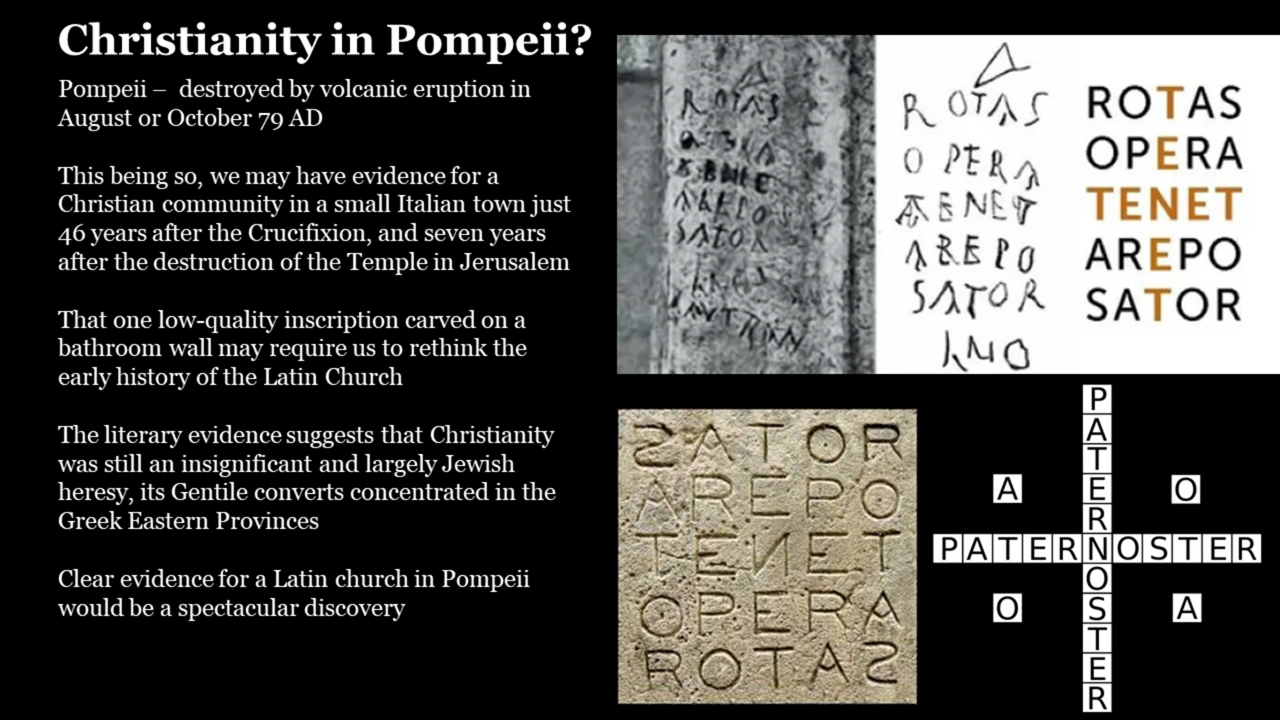 Christianity in Pompeii?
Pompeii – destroyed by volcanic eruption in
August or October 79 AD
This being so, we may have evidence for a
Christian community in a small Italian town just
46 years after the Crucifixion, and seven years
after the destruction of the Temple in Jerusalem
That one low-quality inscription carved on a
bathroom wall may require us to rethink the
early history of the Latin Church
The literary evidence suggests that Christianity
was still an insignificant and largely Jewish
heresy, its Gentile converts concentrated in the
Greek Eastern Provinces
Clear evidence for a Latin church in Pompeii
would be a spectacular discovery
ROTAS
OPERA
TENET
AREPO
SATOR
ROTAS
OPERA
TENET
AREPO
SATOR
ROTAS
OPERA
TENET
AREPO
SATOR
SATOR
AREPO
TENET
OPERA
ROTAS
P
A
T
E
A O
R
PATERNOSTER
O
O A
S
T
E
R